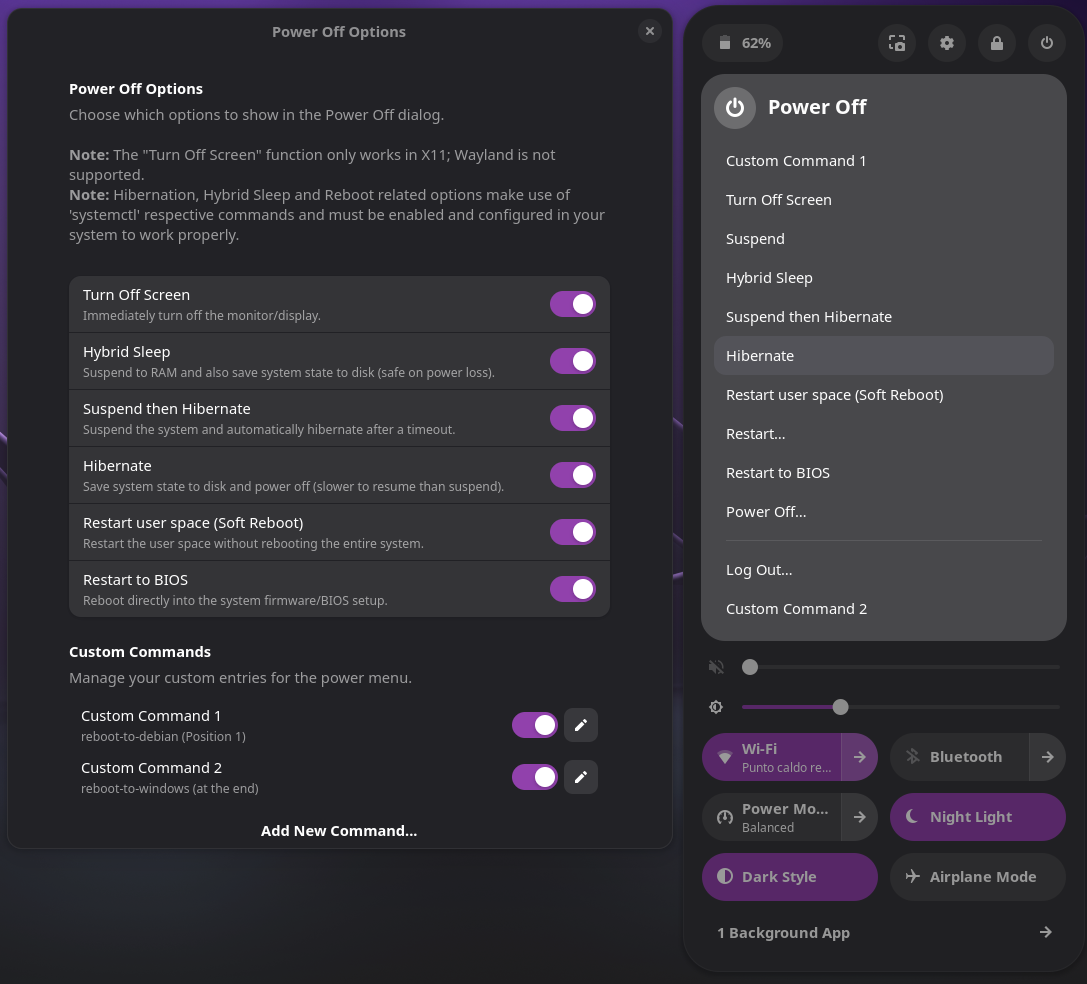 Power Off Options
Power Off Options
Choose which options to show in the Power Off dialog.
Note: The "Turn Off Screen" function only works in X11; Wayland is not
supported.
Note: Hibernation, Hybrid Sleep and Reboot related options make use of
'systemctl' respective commands and must be enabled and configured in your
system to work properly.
Turn Off Screen
Immediately turn off the monitor/display.
Hybrid Sleep
Suspend to RAM and also save system state to disk (safe on power loss).
Suspend then Hibernate
Suspend the system and automatically hibernate after a timeout.
Hibernate
Save system state to disk and power off (slower to resume than suspend).
Restart user space (Soft Reboot)
Restart the user space without rebooting the entire system.
Restart to BIOS
Reboot directly into the system firmware/BIOS setup.
Custom Commands
Manage your custom entries for the power menu.
Custom Command 1
reboot-to-debian (Position 1)
Custom Command 2
reboot-to-windows (at the end)
Add New Command...
62%
Power Off
Custom Command 1
Turn Off Screen
Suspend
Hybrid Sleep
Suspend then Hibernate
Hibernate
Restart user space (Soft Reboot)
Restart...
Restart to BIOS
Power Off...
Log Out...
Custom Command 2
Wi-Fi
Punto caldo re...
Bluetooth
Power Mo...
Balanced
Night Light
Dark Style
Airplane Mode
1 Background App